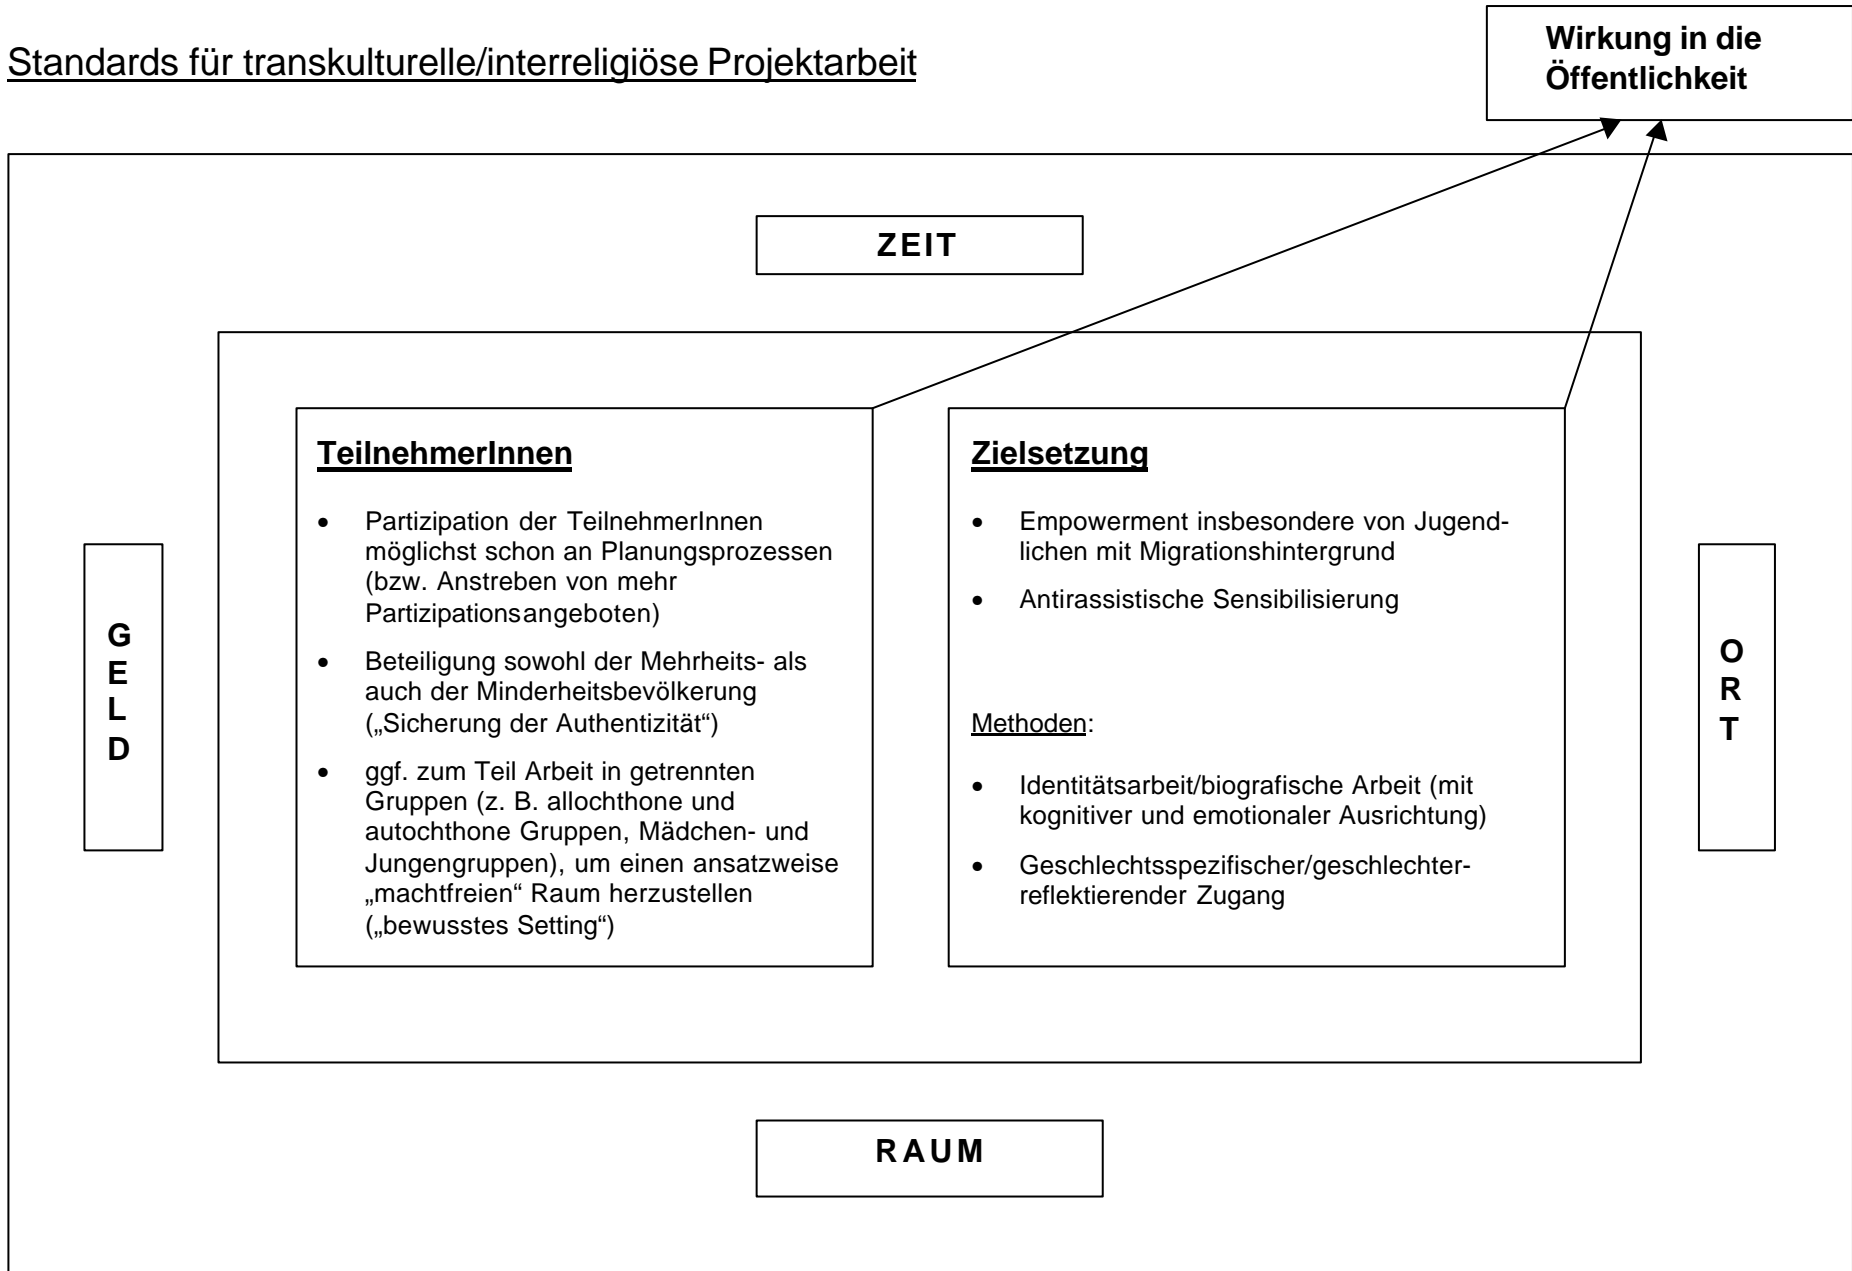 Standards für transkulturelle/interreligiöse Projektarbeit
Wirkung in die
Öffentlichkeit
ZEIT
GELD
TeilnehmerInnen
• Partizipation der TeilnehmerInnen
möglichst schon an Planungsprozessen
(bzw. Anstreben von mehr
Partizipationsangeboten)
• Beteiligung sowohl der Mehrheits- als
auch der Minderheitsbevölkerung
(„Sicherung der Authentizität“)
• ggf. zum Teil Arbeit in getrennten
Gruppen (z. B. allochthone und
autochthone Gruppen, Mädchen- und
Jungengruppen), um einen ansatzweise
„machtfreien“ Raum herzustellen
(„bewusstes Setting“)
Zielsetzung
• Empowerment insbesondere von Jugend-
lichen mit Migrationshintergrund
• Antirassistische Sensibilisierung
Methoden:
• Identitätsarbeit/biografische Arbeit (mit
kognitiver und emotionaler Ausrichtung)
• Geschlechtsspezifischer/geschlechter-
reflektierender Zugang
ORT
RAUM